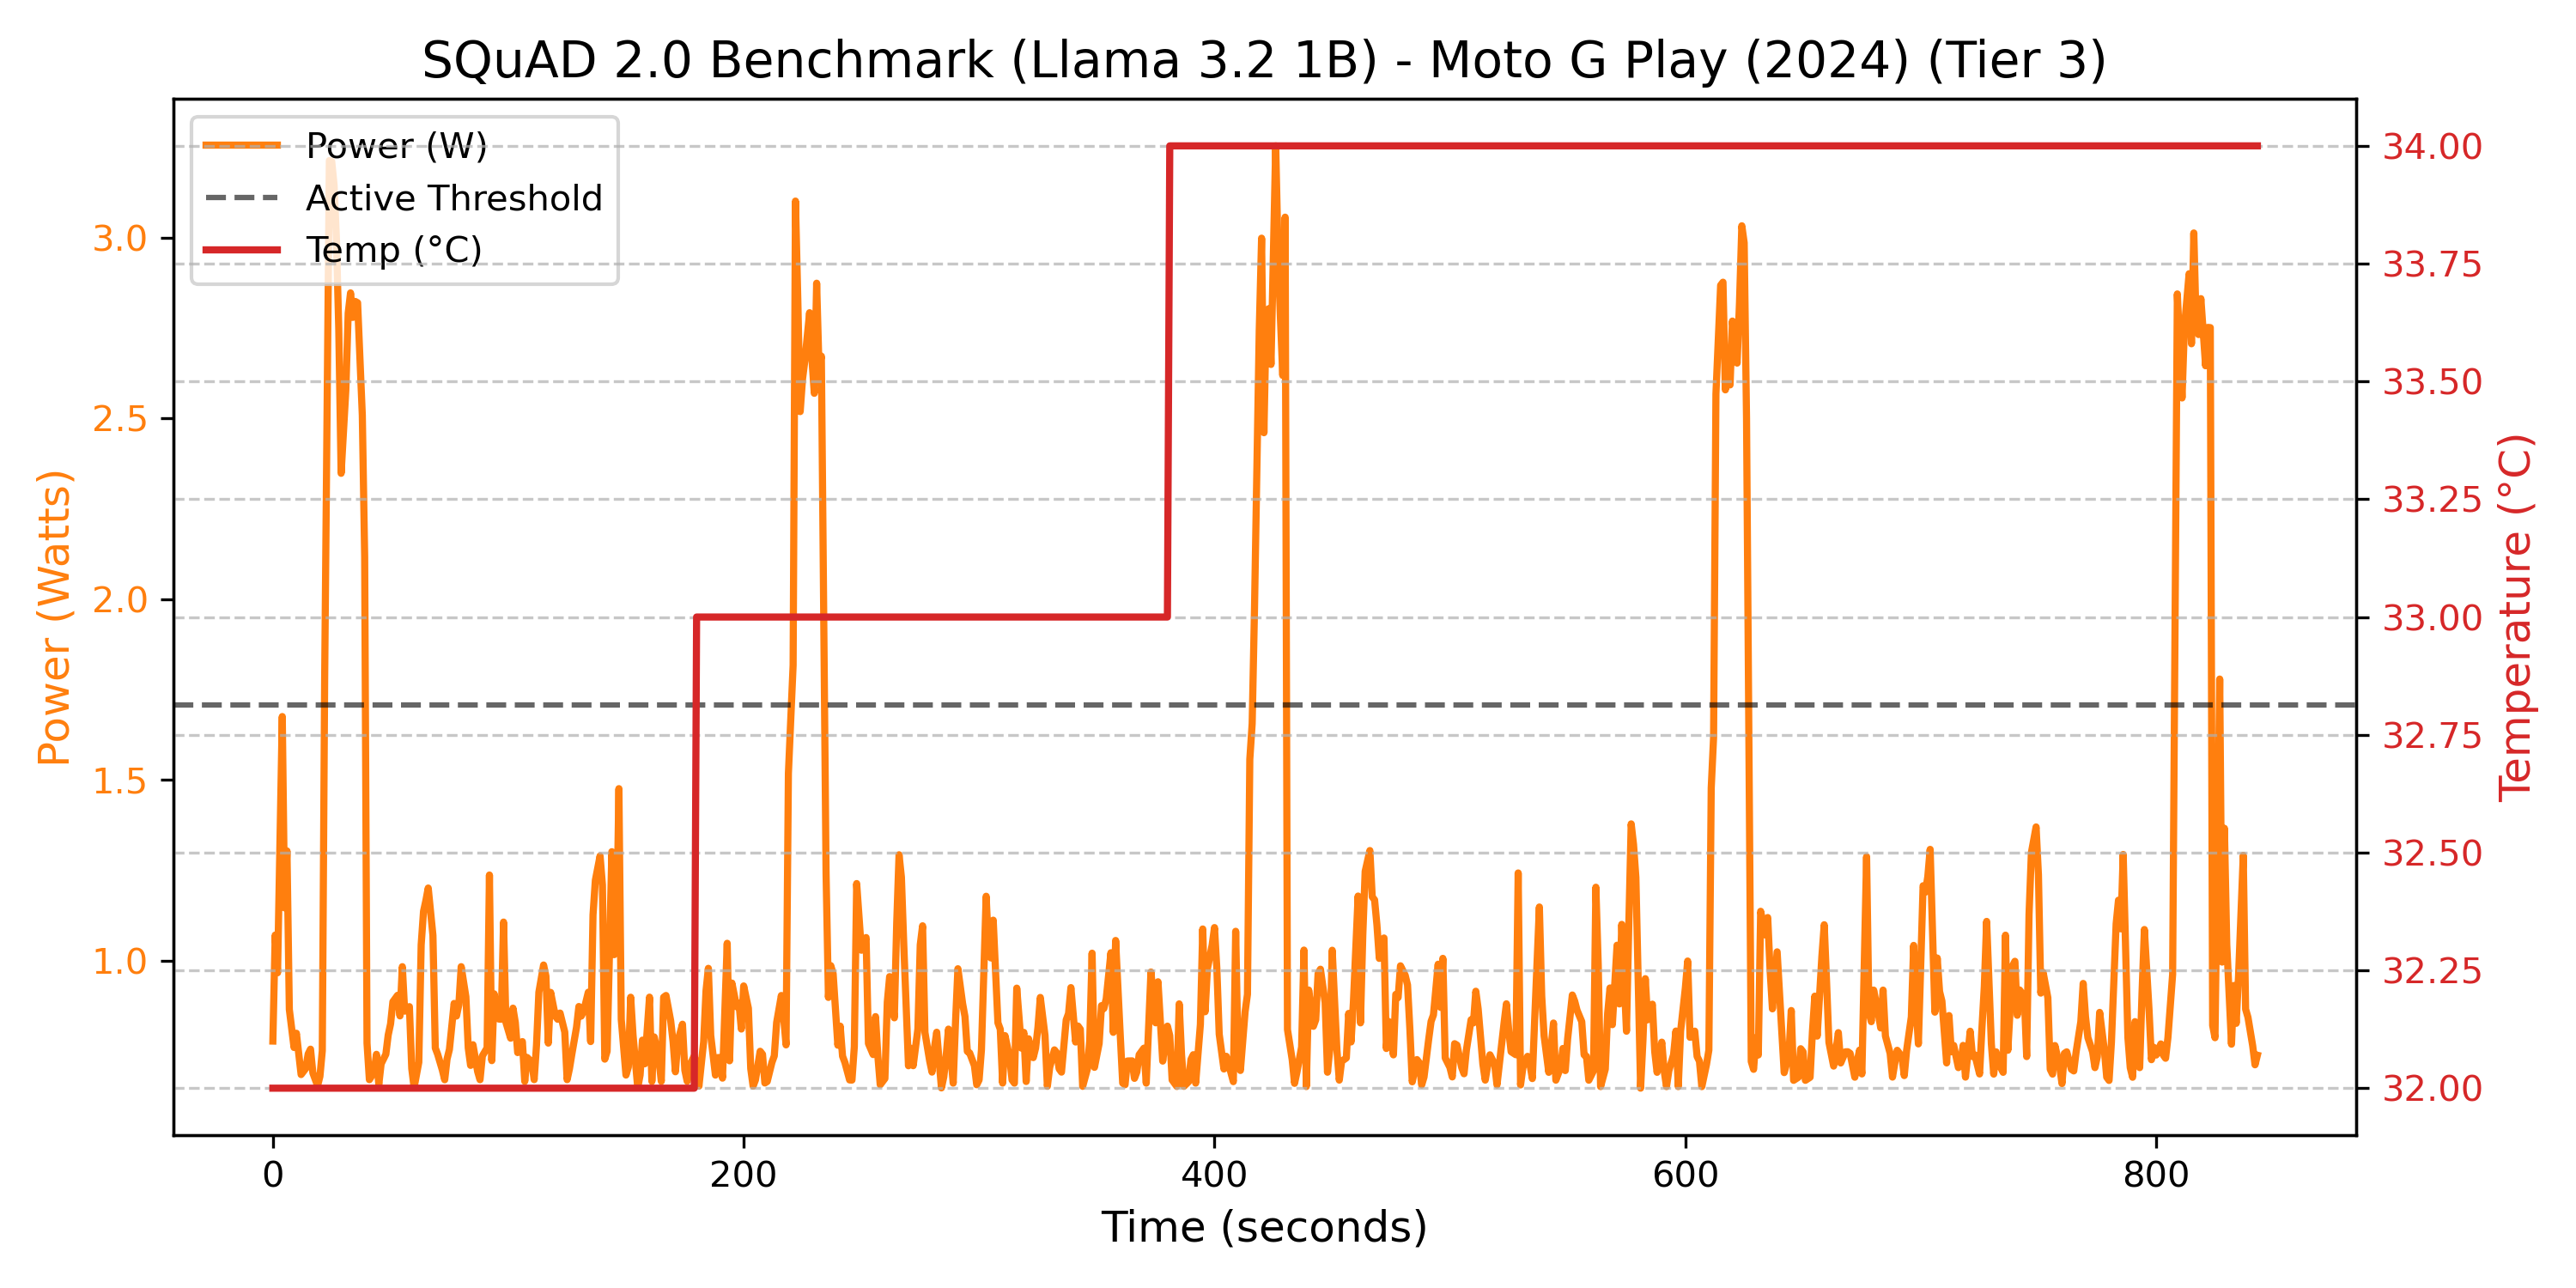 SQuAD 2.0 Benchmark (Llama 3.2 1B) - Moto G Play (2024) (Tier 3)
Power (W)
Active Threshold
Temp (°C)
Power (Watts)
3.0
2.5
2.0
1.5
1.0
34.00
33.75
33.50
33.25
33.00
32.75
32.50
32.25
32.00
Temperature (°C)
0 200 400 600 800
Time (seconds)